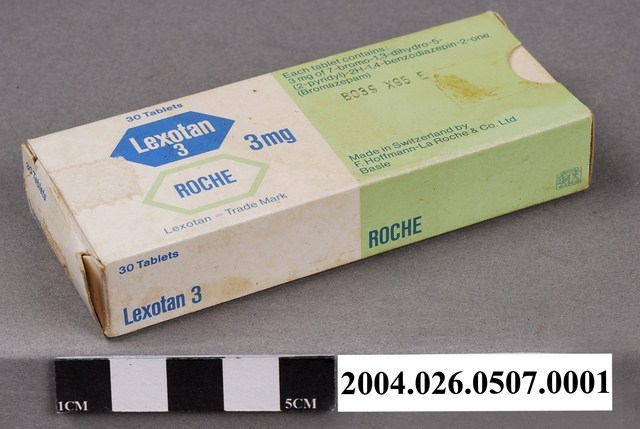 30 Tablets
Lexotan
3
3mg
ROCHE
Lexotan – Trade Mark
Each tablet contains:
3 mg of 7-bromo-1,3-dihydro-5-
(2-pyridyl)-2H-1,4-benzodiazepin-2-one
(Bromazepam)
B039 X95 E
Made in Switzerland by
F. Hoffmann-La Roche & Co. Ltd
Basle
30 Tablets
Lexotan 3
ROCHE
1CM
5CM
2004.026.0507.0001